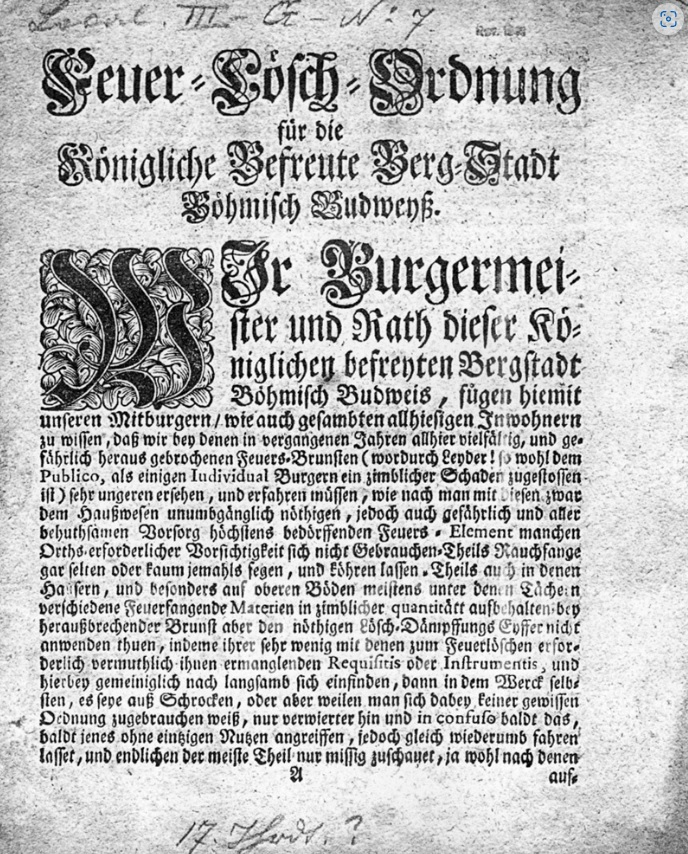 III. G – No: 7
Feuer-Lösch-Ordnung
für die
Königliche Befreute Berg-Stadt
Böhmisch Budweyß.
WJr Burgermei-
ster und Rath dieser Kö-
niglichen befreyten Bergstadt
Böhmisch Budweis, fügen hiemit
unseren Mitburgern / wie auch gesambten allhiesigen Inwohnern
zu wissen, daß wir bey denen in vergangenen Jahren allhier vielfältig, und ge-
fährlich heraus gebrochenen Feuers-Brunsten (wordurch Leyder! so wohl dem
Publico, als einigen Iudividual Burgern ein zimblicher Schaden zugestossen
ist) sehr ungeren ersehen, und erfahren müssen, wie nach man mit diesen zwar
dem Haußwesen unumbgänglich nöthigen, jedoch auch gefährlich und aller
behuthsamen Vorsorg höchstens bedörffenden Feuers-Element manchen
Orths erforderlicher Vorsichtigkeit sich nicht Gebrauchen-Theils Rauchfange
gar selten oder kaum jemahls fegen, und köhren lassen-Theils auch in denen
Haüsern, und besonders auf oberen Böden meistens unter denen Tächern
verschiedene Feuerfangende Materien in zimblicher quantitätt aufbehalten-bey
heraußbrechender Brunst aber den nöthigen Lösch-Dämpffungs Eyffer nicht
anwenden thuen, indeme ihrer sehr wenig mit denen zum Feuerlöschen erfor-
derlich vermuthlich ihnen ermanglenden Requisitis oder Instrumentis, und
hierbey gemeiniglich nach langsamb sich einfinden, dann in dem Werck selb-
sten, es seye auß Schrocken, oder aber weilen man sich dabey keiner gewissen
Ordnung zugebrauchen weiß, nur verwierter hin und in confuso baldt das,
baldt jenes ohne eintzigen Nutzen angreiffen, jedoch gleich wiederumb fahren
lasset, und endlichen der meiste Theil nur missig zuschauet, ja wohl nach denen
A auf-
17. Jhrdt.?